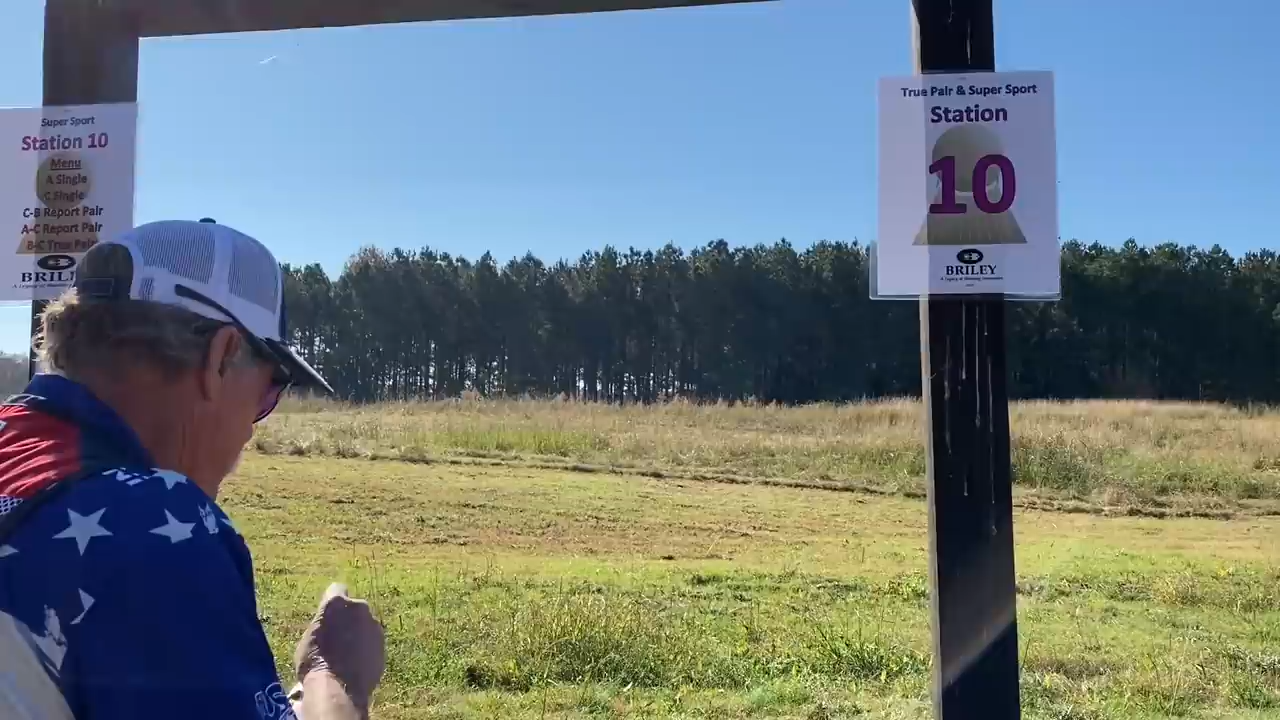 Super Sport
Station 10
Menu
A Single
C Single
C-B Report Pair
A-C Report Pair
B-C True Pair
BRIL
True Pair & Super Sport
Station
10
BRILEY